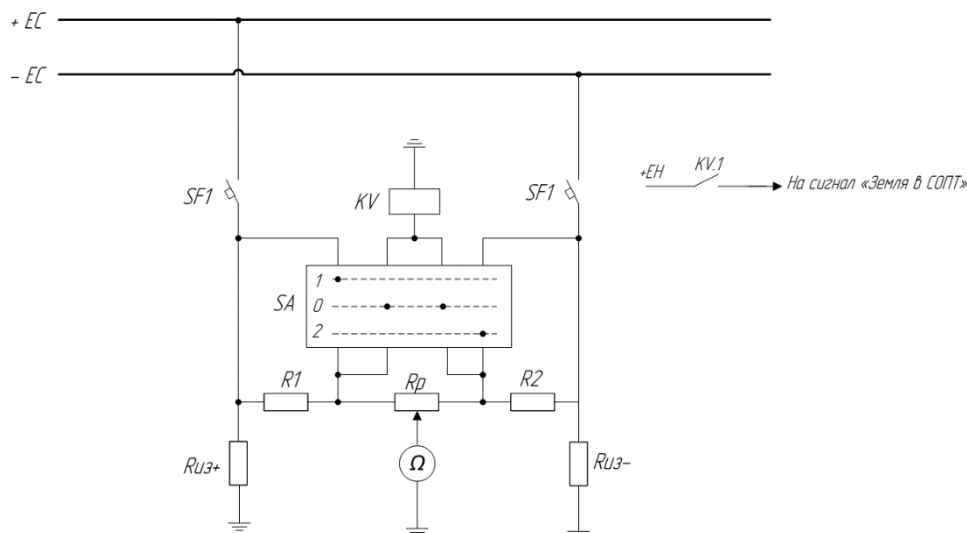 + EC
– EC
+EH
KV.1
На сигнал «Земля в СОПТ»
SF1
KV
SF1
1
SA
0
2
R1
Rp
R2
Rиз+
Ω
Rиз–